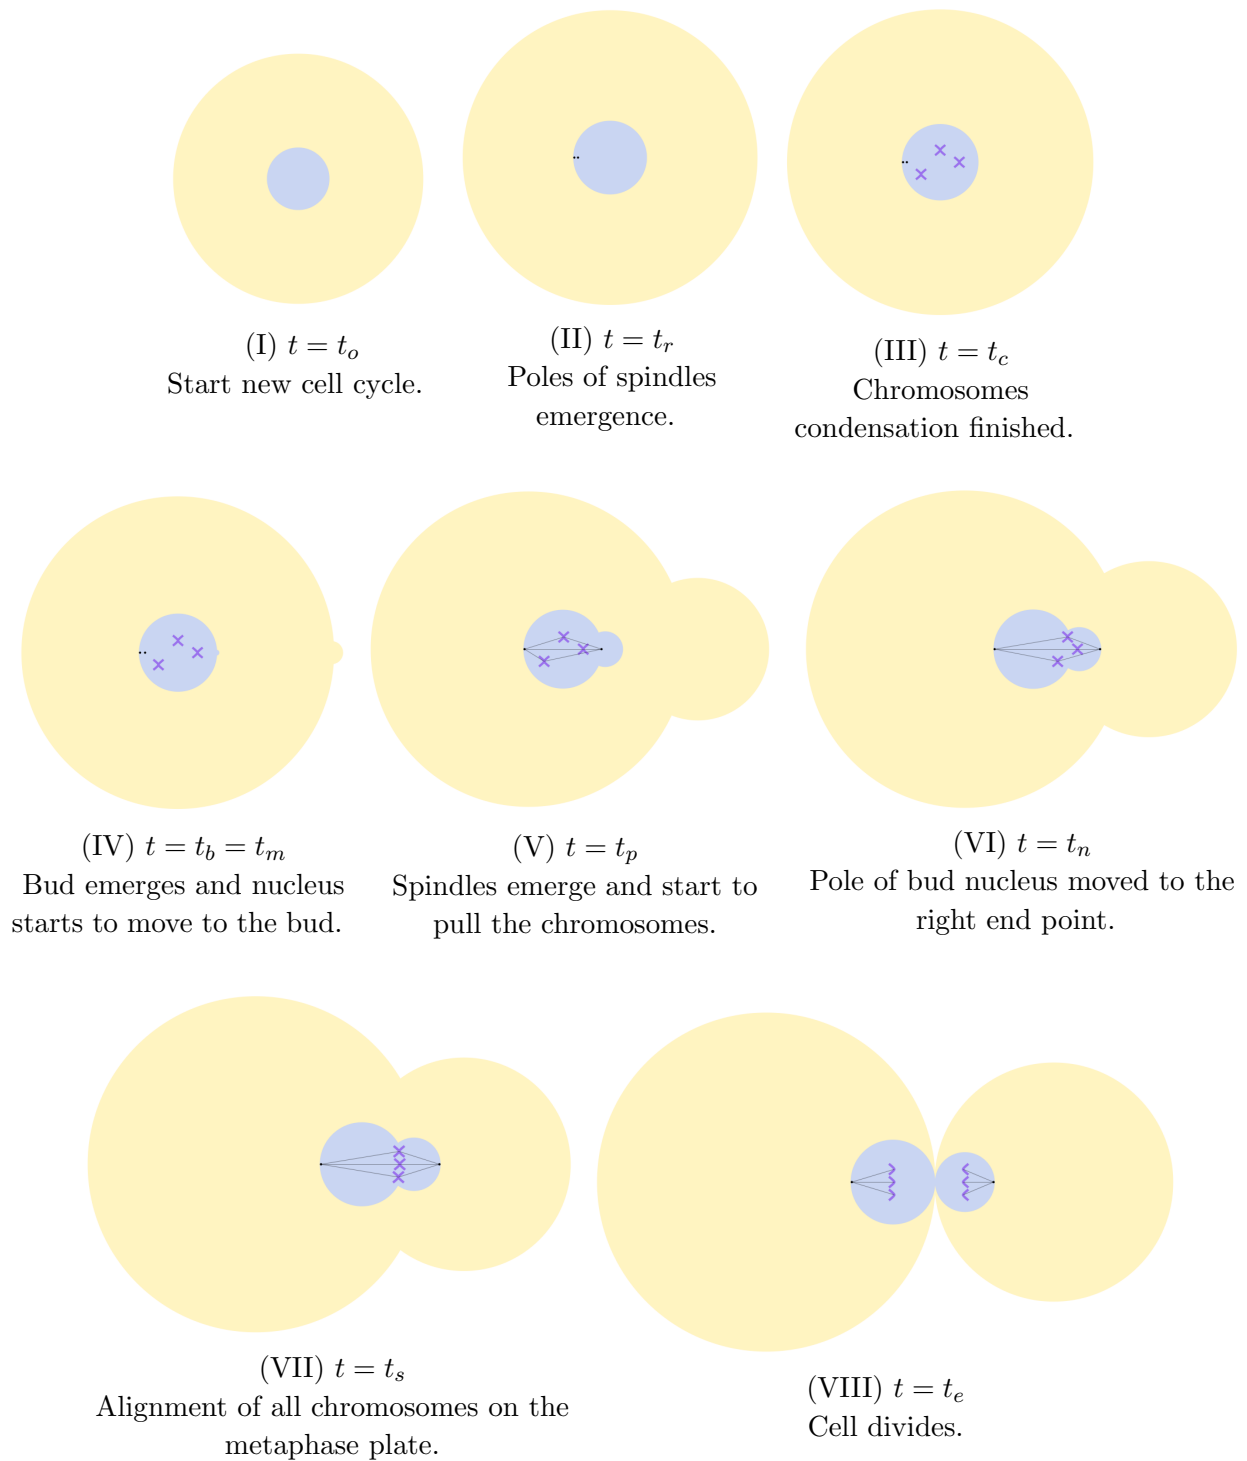 (I) t = t_o
Start new cell cycle.
(II) t = t_r
Poles of spindles
emergence.
(III) t = t_c
Chromosomes
condensation finished.
(IV) t = t_b = t_m
Bud emerges and nucleus
starts to move to the bud.
(V) t = t_p
Spindles emerge and start to
pull the chromosomes.
(VI) t = t_n
Pole of bud nucleus moved to the
right end point.
(VII) t = t_s
Alignment of all chromosomes on the
metaphase plate.
(VIII) t = t_e
Cell divides.